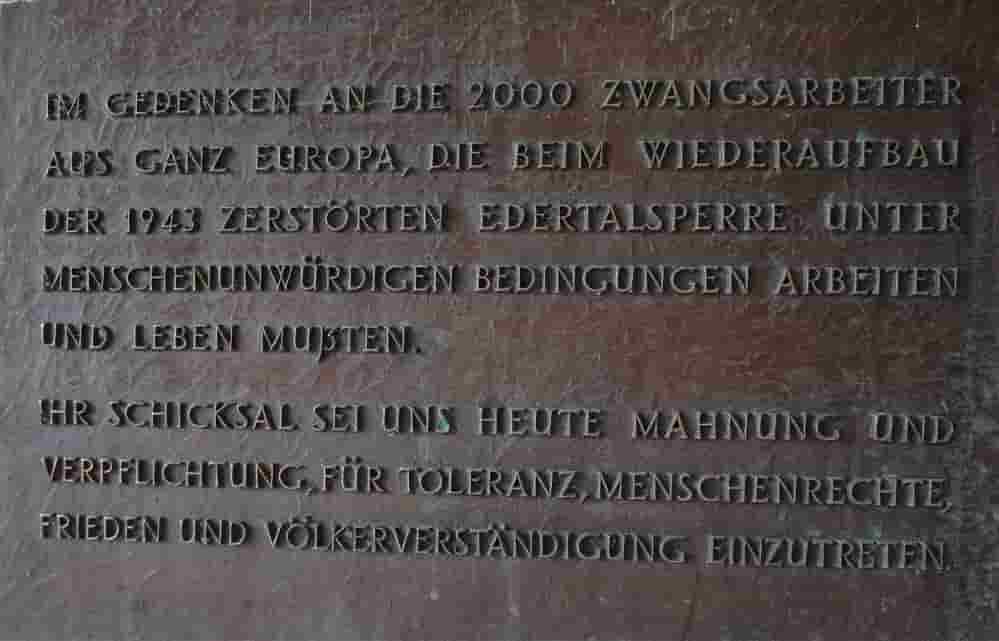 IM GEDENKEN AN DIE 2000 ZWANGSARBEITER
AUS GANZ EUROPA, DIE BEIM WIEDERAUFBAU
DER 1943 ZERSTÖRTEN EDERTALSPERRE UNTER
MENSCHENUNWÜRDIGEN BEDINGUNGEN ARBEITEN
UND LEBEN MUßTEN.
IHR SCHICKSAL SEI UNS HEUTE MAHNUNG UND
VERPFLICHTUNG, FÜR TOLERANZ, MENSCHENRECHTE,
FRIEDEN UND VÖLKERVERSTÄNDIGUNG EINZUTRETEN.